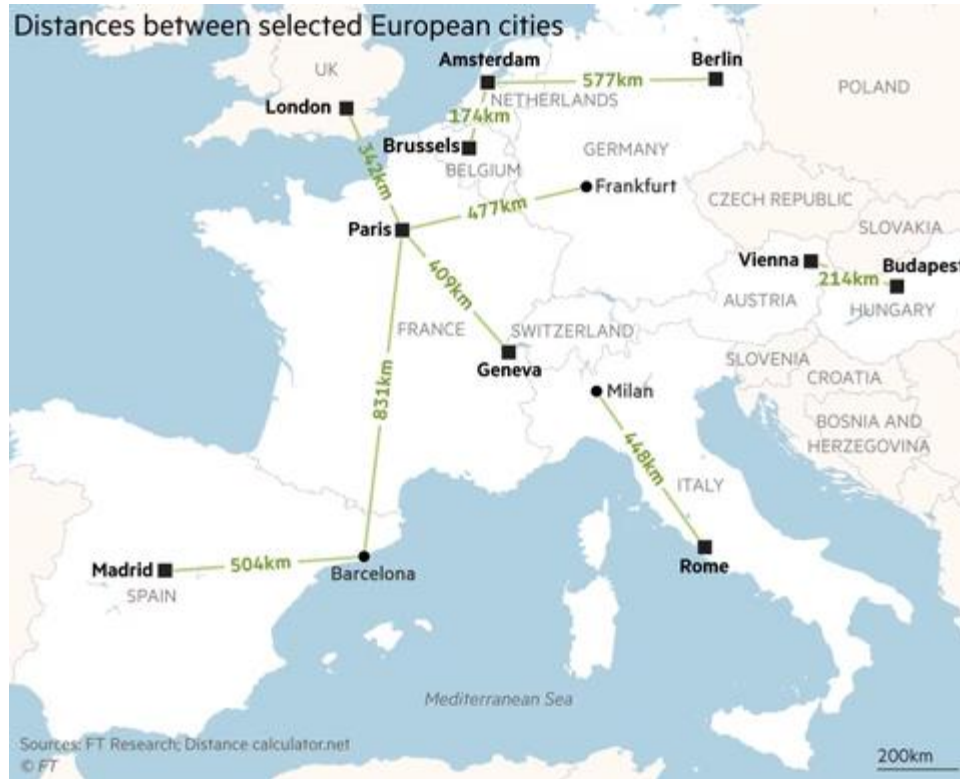 Distances between selected European cities
Amsterdam
Berlin
UK
577km
POLAND
NETHERLANDS
London
174km
Brussels
GERMANY
342km
BELGIUM
Frankfurt
CZECH REPUBLIC
477km
SLOVAKIA
Paris
Vienna
Budapest
409km
214km
AUSTRIA
HUNGARY
FRANCE
SWITZERLAND
SLOVENIA
Geneva
CROATIA
831km
Milan
BOSNIA AND
HERZEGOVINA
448km
ITALY
504km
Madrid
Barcelona
Rome
SPAIN
Mediterranean Sea
Sources: FT Research; Distance calculator.net
© FT
200km